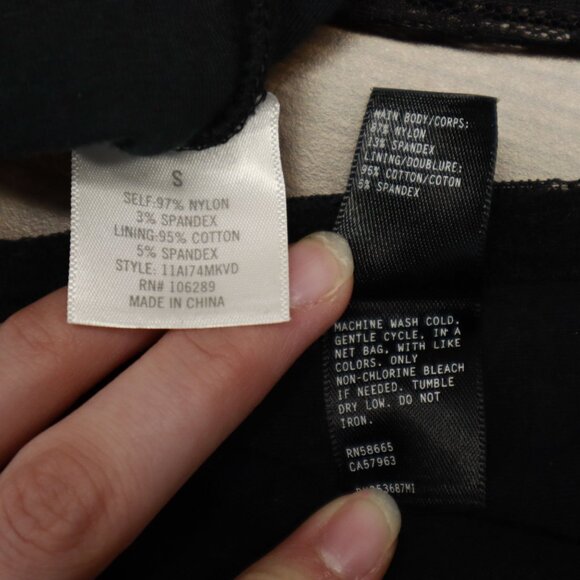 S
SELF:97% NYLON
3% SPANDEX
LINING:95% COTTON
5% SPANDEX
STYLE: 11AI74MKVD
RN# 106289
MADE IN CHINA
MAIN BODY/CORPS:
87% NYLON
13% SPANDEX
LINING/DOUBLURE:
95% COTTON/COTON
5% SPANDEX
MACHINE WASH COLD,
GENTLE CYCLE, IN A
NET BAG, WITH LIKE
COLORS. ONLY
NON-CHLORINE BLEACH
IF NEEDED. TUMBLE
DRY LOW. DO NOT
IRON.
RN58665
CA57963